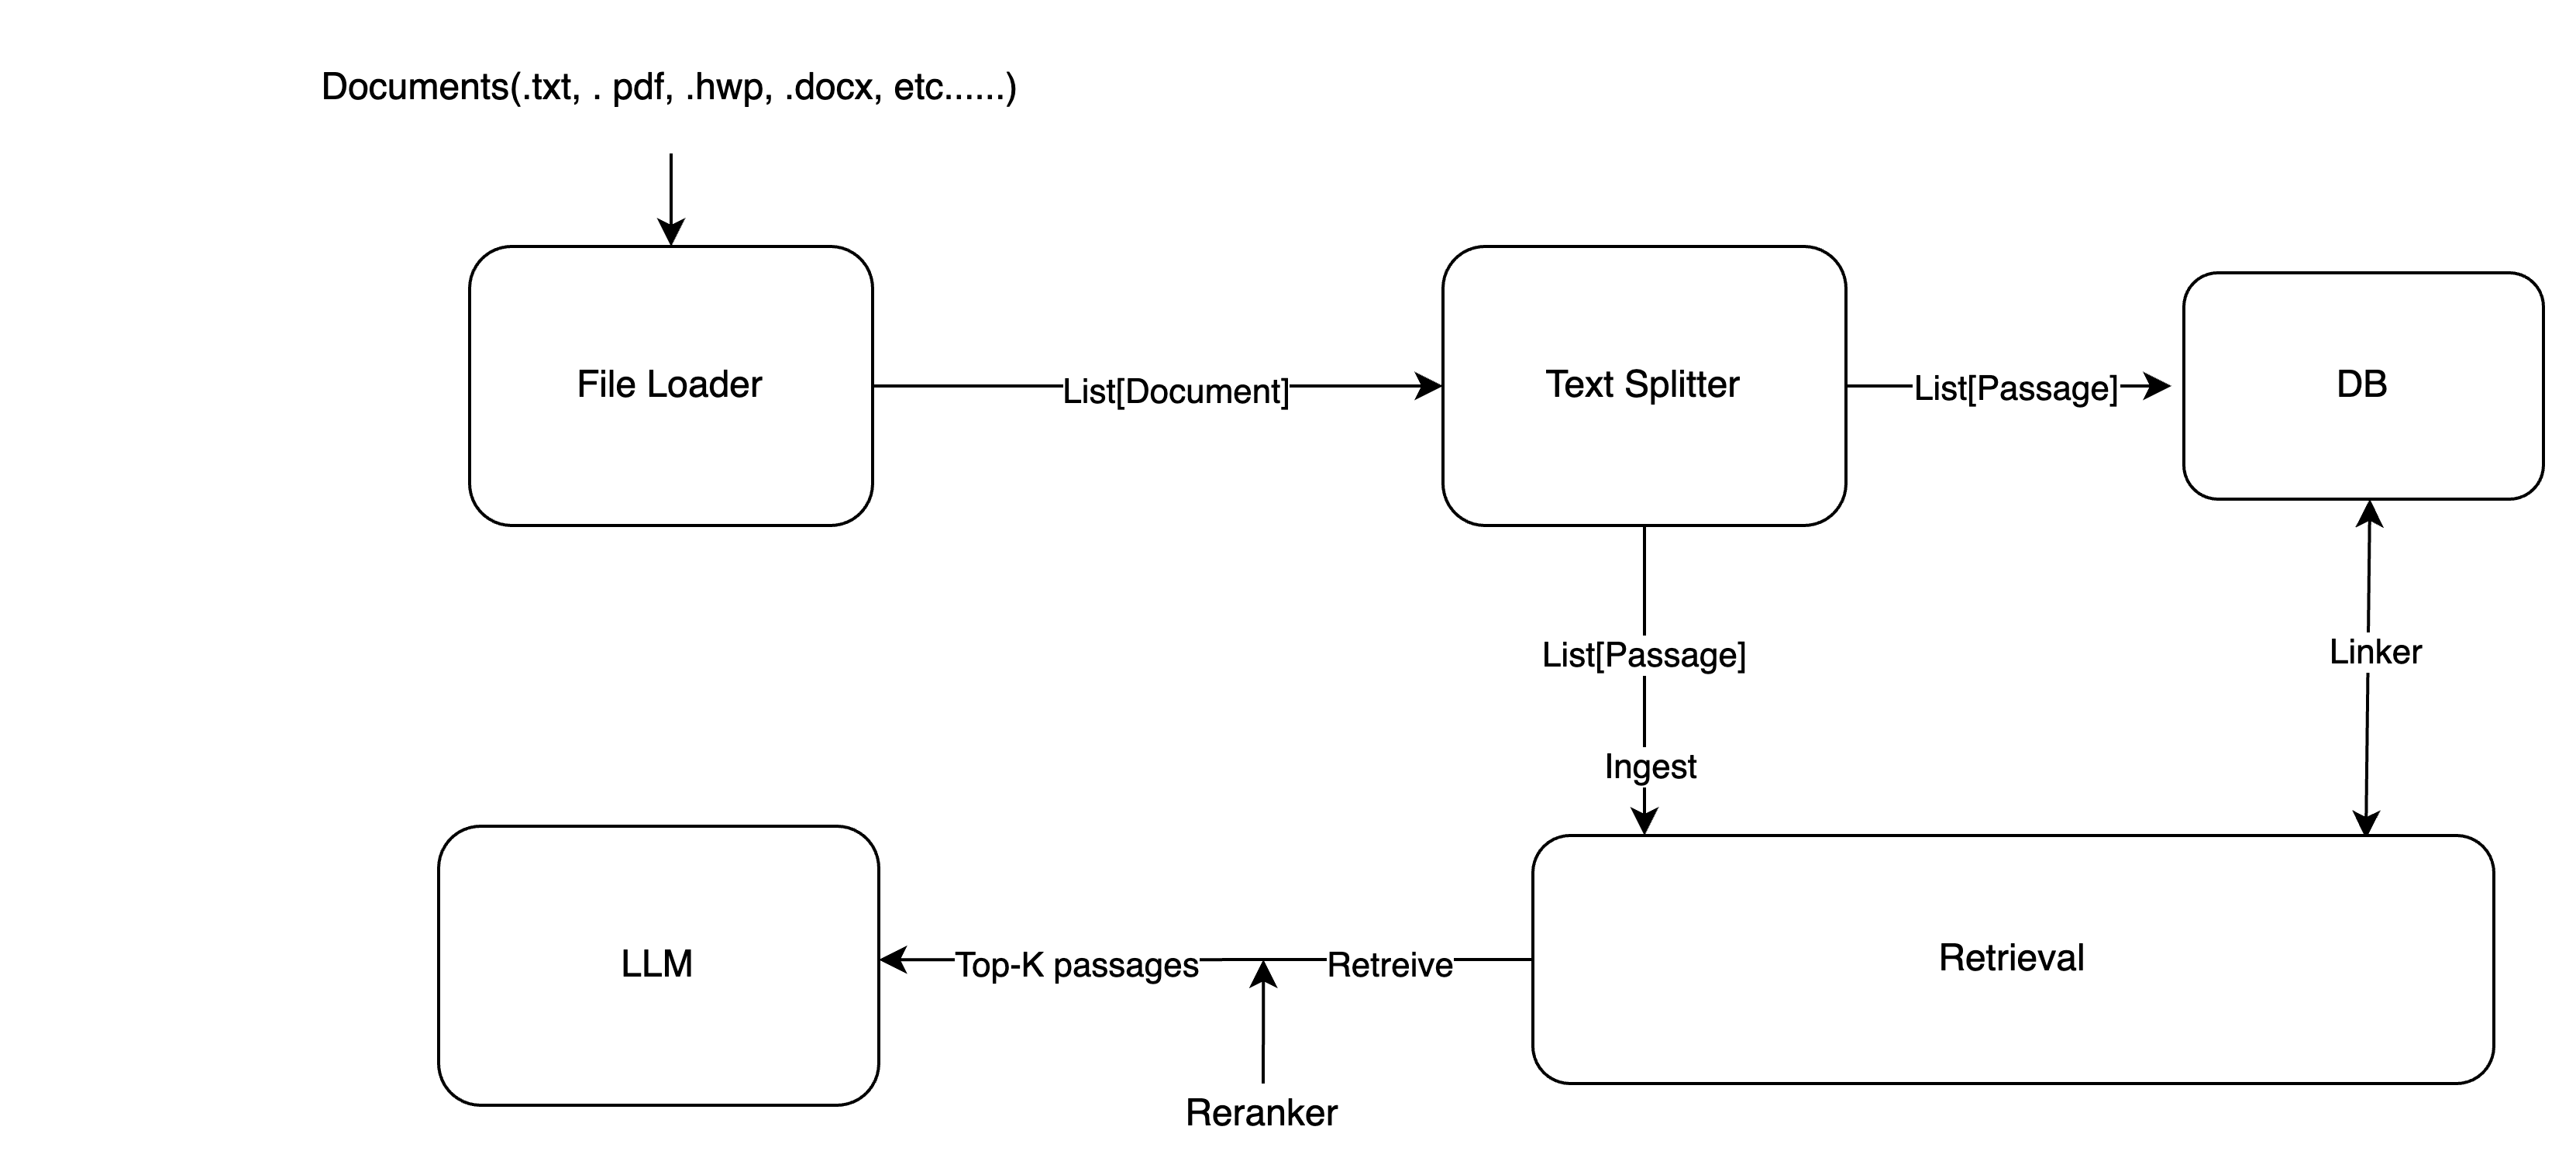 Documents(.txt, . pdf, .hwp, .docx, etc......)
File Loader
List[Document]
Text Splitter
List[Passage]
DB
List[Passage]
Linker
Ingest
LLM
Top-K passages
Retreive
Retrieval
Reranker